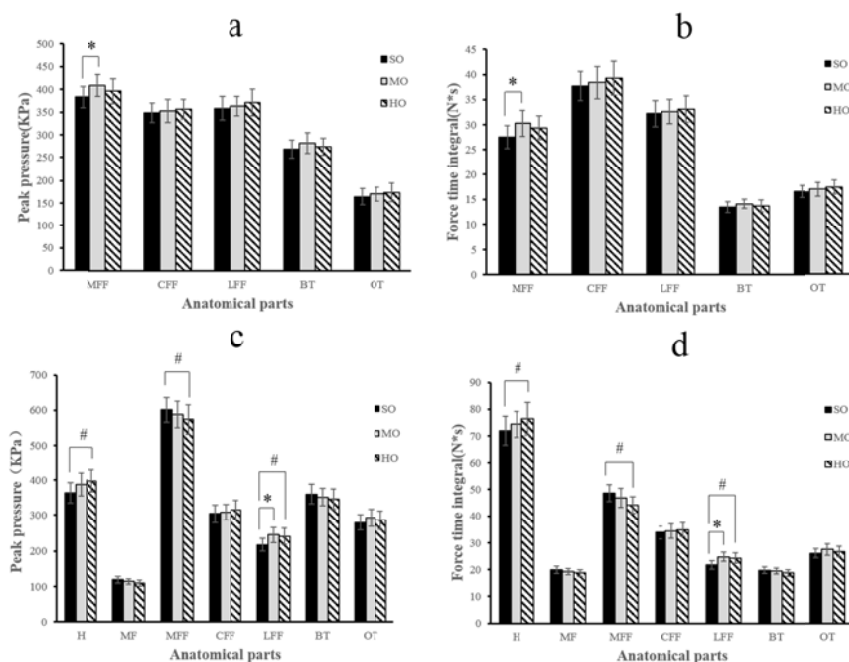 a
Peak pressure(KPa)
500
450
400
350
300
250
200
150
100
50
0
*
SO
MO
HO
MFF CFF LFF BT OT
Anatomical parts
b
Force time integral(N*s)
45
40
35
30
25
20
15
10
5
0
*
SO
MO
HO
MFF CFF LFF BT OT
Anatomical parts
c
Peak pressure (KPa)
700
600
500
400
300
200
100
0
#
#
#
*
SO
MO
HO
H MF MFF CFF LFF BT OT
Anatomical parts
d
Force time integral(N*s)
90
80
70
60
50
40
30
20
10
0
#
#
#
*
SO
MO
HO
H MF MFF CFF LFF BT OT
Anatomical parts